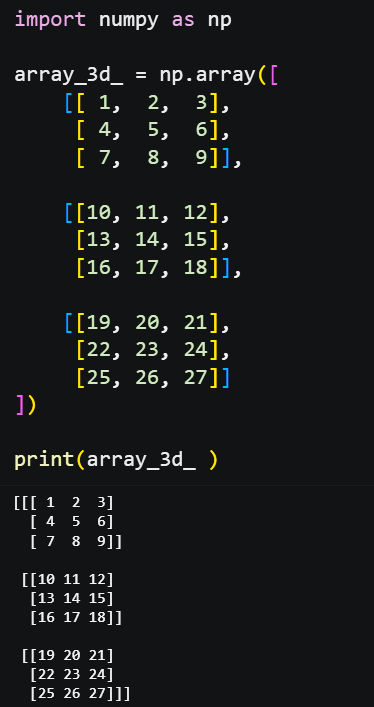 import numpy as np
array_3d_ = np.array([
[[ 1,  2,  3],
[ 4,  5,  6],
[ 7,  8,  9]],
[[10, 11, 12],
[13, 14, 15],
[16, 17, 18]],
[[19, 20, 21],
[22, 23, 24],
[25, 26, 27]]
])
print(array_3d_ )
[[[ 1  2  3]
[ 4  5  6]
[ 7  8  9]]
[[10 11 12]
[13 14 15]
[16 17 18]]
[[19 20 21]
[22 23 24]
[25 26 27]]]